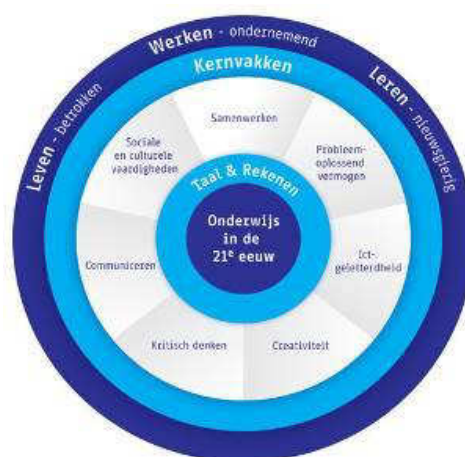 Leven - betrokken
Werken - ondernemend
Leren - nieuwsgierig
Kernvakken
Samenwerken
Probleem-
oplossend
vermogen
Ict-
geletterdheid
Creativiteit
Kritisch denken
Communiceren
Sociale
en culturele
vaardigheden
Taal & Rekenen
Onderwijs
in de
21e eeuw